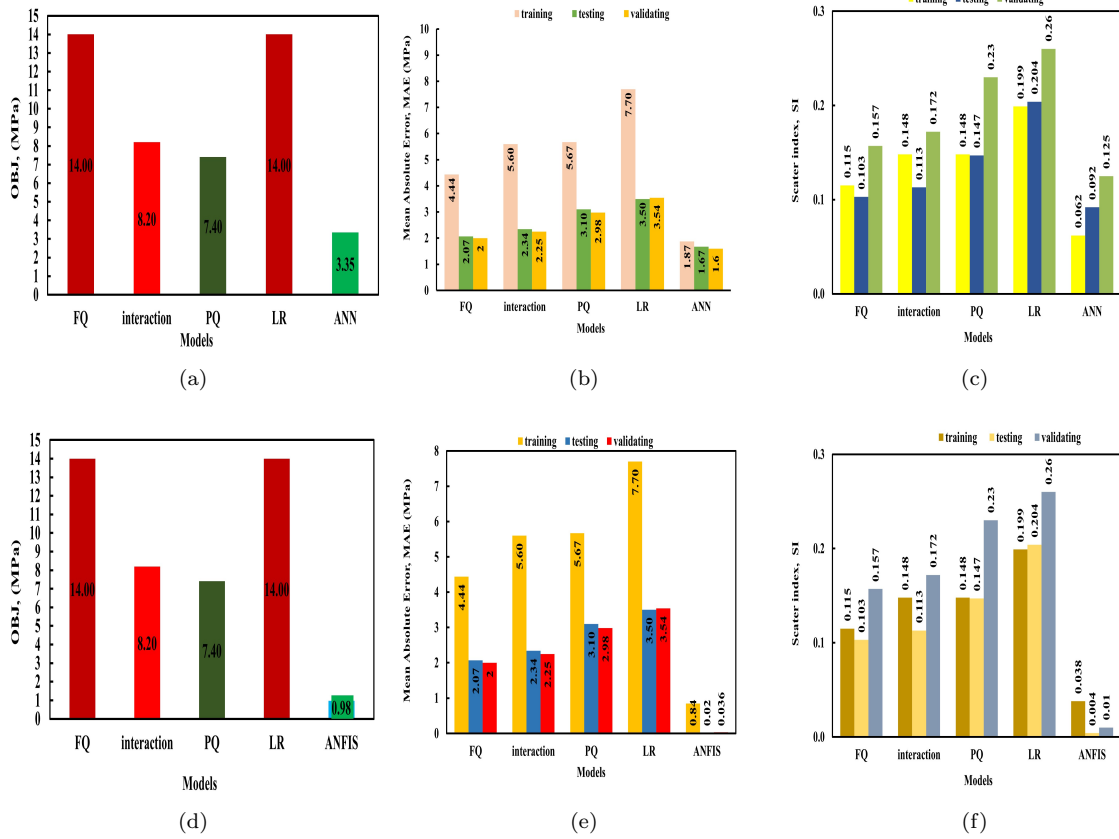 15
14
13
12
11
10
9
8
7
6
5
4
3
2
1
0
OBJ, (MPa)
14.00
8.20
7.40
14.00
3.35
FQ interaction PQ LR ANN
Models
(a)
training testing validating
10
9
8
7
6
5
4
3
2
1
0
Mean Absolute Error, MAE (MPa)
4.44 2.07 2
5.60 2.34 2.25
5.67 3.10 2.98
7.70 3.50 3.54
1.87 1.67 1.6
FQ interaction PQ LR ANN
Models
(b)
training testing validating
0.3
0.2
0.1
0.0
Scater index, SI
0.115 0.103 0.157
0.148 0.113 0.172
0.148 0.147 0.23
0.199 0.204 0.26
0.062 0.092 0.125
FQ interaction PQ LR ANN
Models
(c)
15
14
13
12
11
10
9
8
7
6
5
4
3
2
1
0
OBJ, (MPa)
14.00
8.20
7.40
14.00
0.98
FQ interaction PQ LR ANFIS
Models
(d)
training testing validating
8
7
6
5
4
3
2
1
0
Mean Absolute Error, MAE (MPa)
4.44 2.07 2
5.60 2.34 2.25
5.67 3.10 2.98
7.70 3.50 3.54
0.84 0.02 0.036
FQ interaction PQ LR ANFIS
Models
(e)
training testing validating
0.3
0.2
0.1
0.0
Scater index, SI
0.115 0.103 0.157
0.148 0.113 0.172
0.148 0.147 0.23
0.199 0.204 0.26
0.038 0.004 0.01
FQ interaction PQ LR ANFIS
Models
(f)